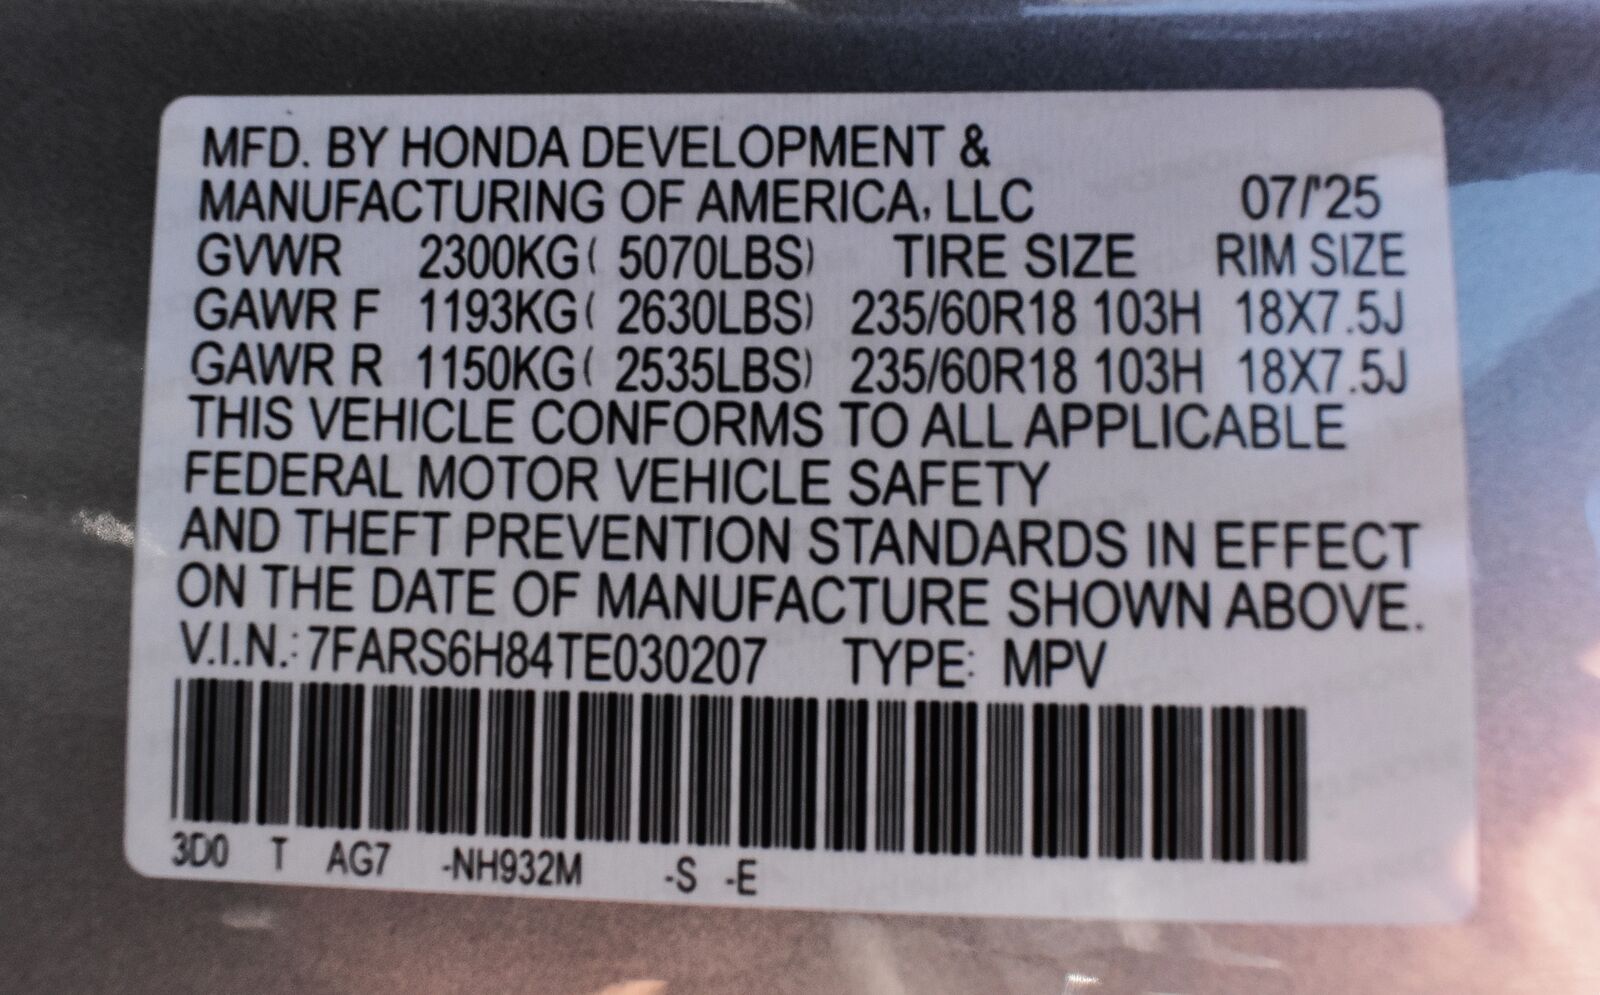 MFD. BY HONDA DEVELOPMENT &
MANUFACTURING OF AMERICA, LLC 07/'25
GVWR 2300KG( 5070LBS) TIRE SIZE RIM SIZE
GAWR F 1193KG( 2630LBS) 235/60R18 103H 18X7.5J
GAWR R 1150KG( 2535LBS) 235/60R18 103H 18X7.5J
THIS VEHICLE CONFORMS TO ALL APPLICABLE
FEDERAL MOTOR VEHICLE SAFETY
AND THEFT PREVENTION STANDARDS IN EFFECT
ON THE DATE OF MANUFACTURE SHOWN ABOVE.
V.I.N.: 7FARS6H84TE030207 TYPE: MPV
3D0 T AG7 -NH932M -S -E